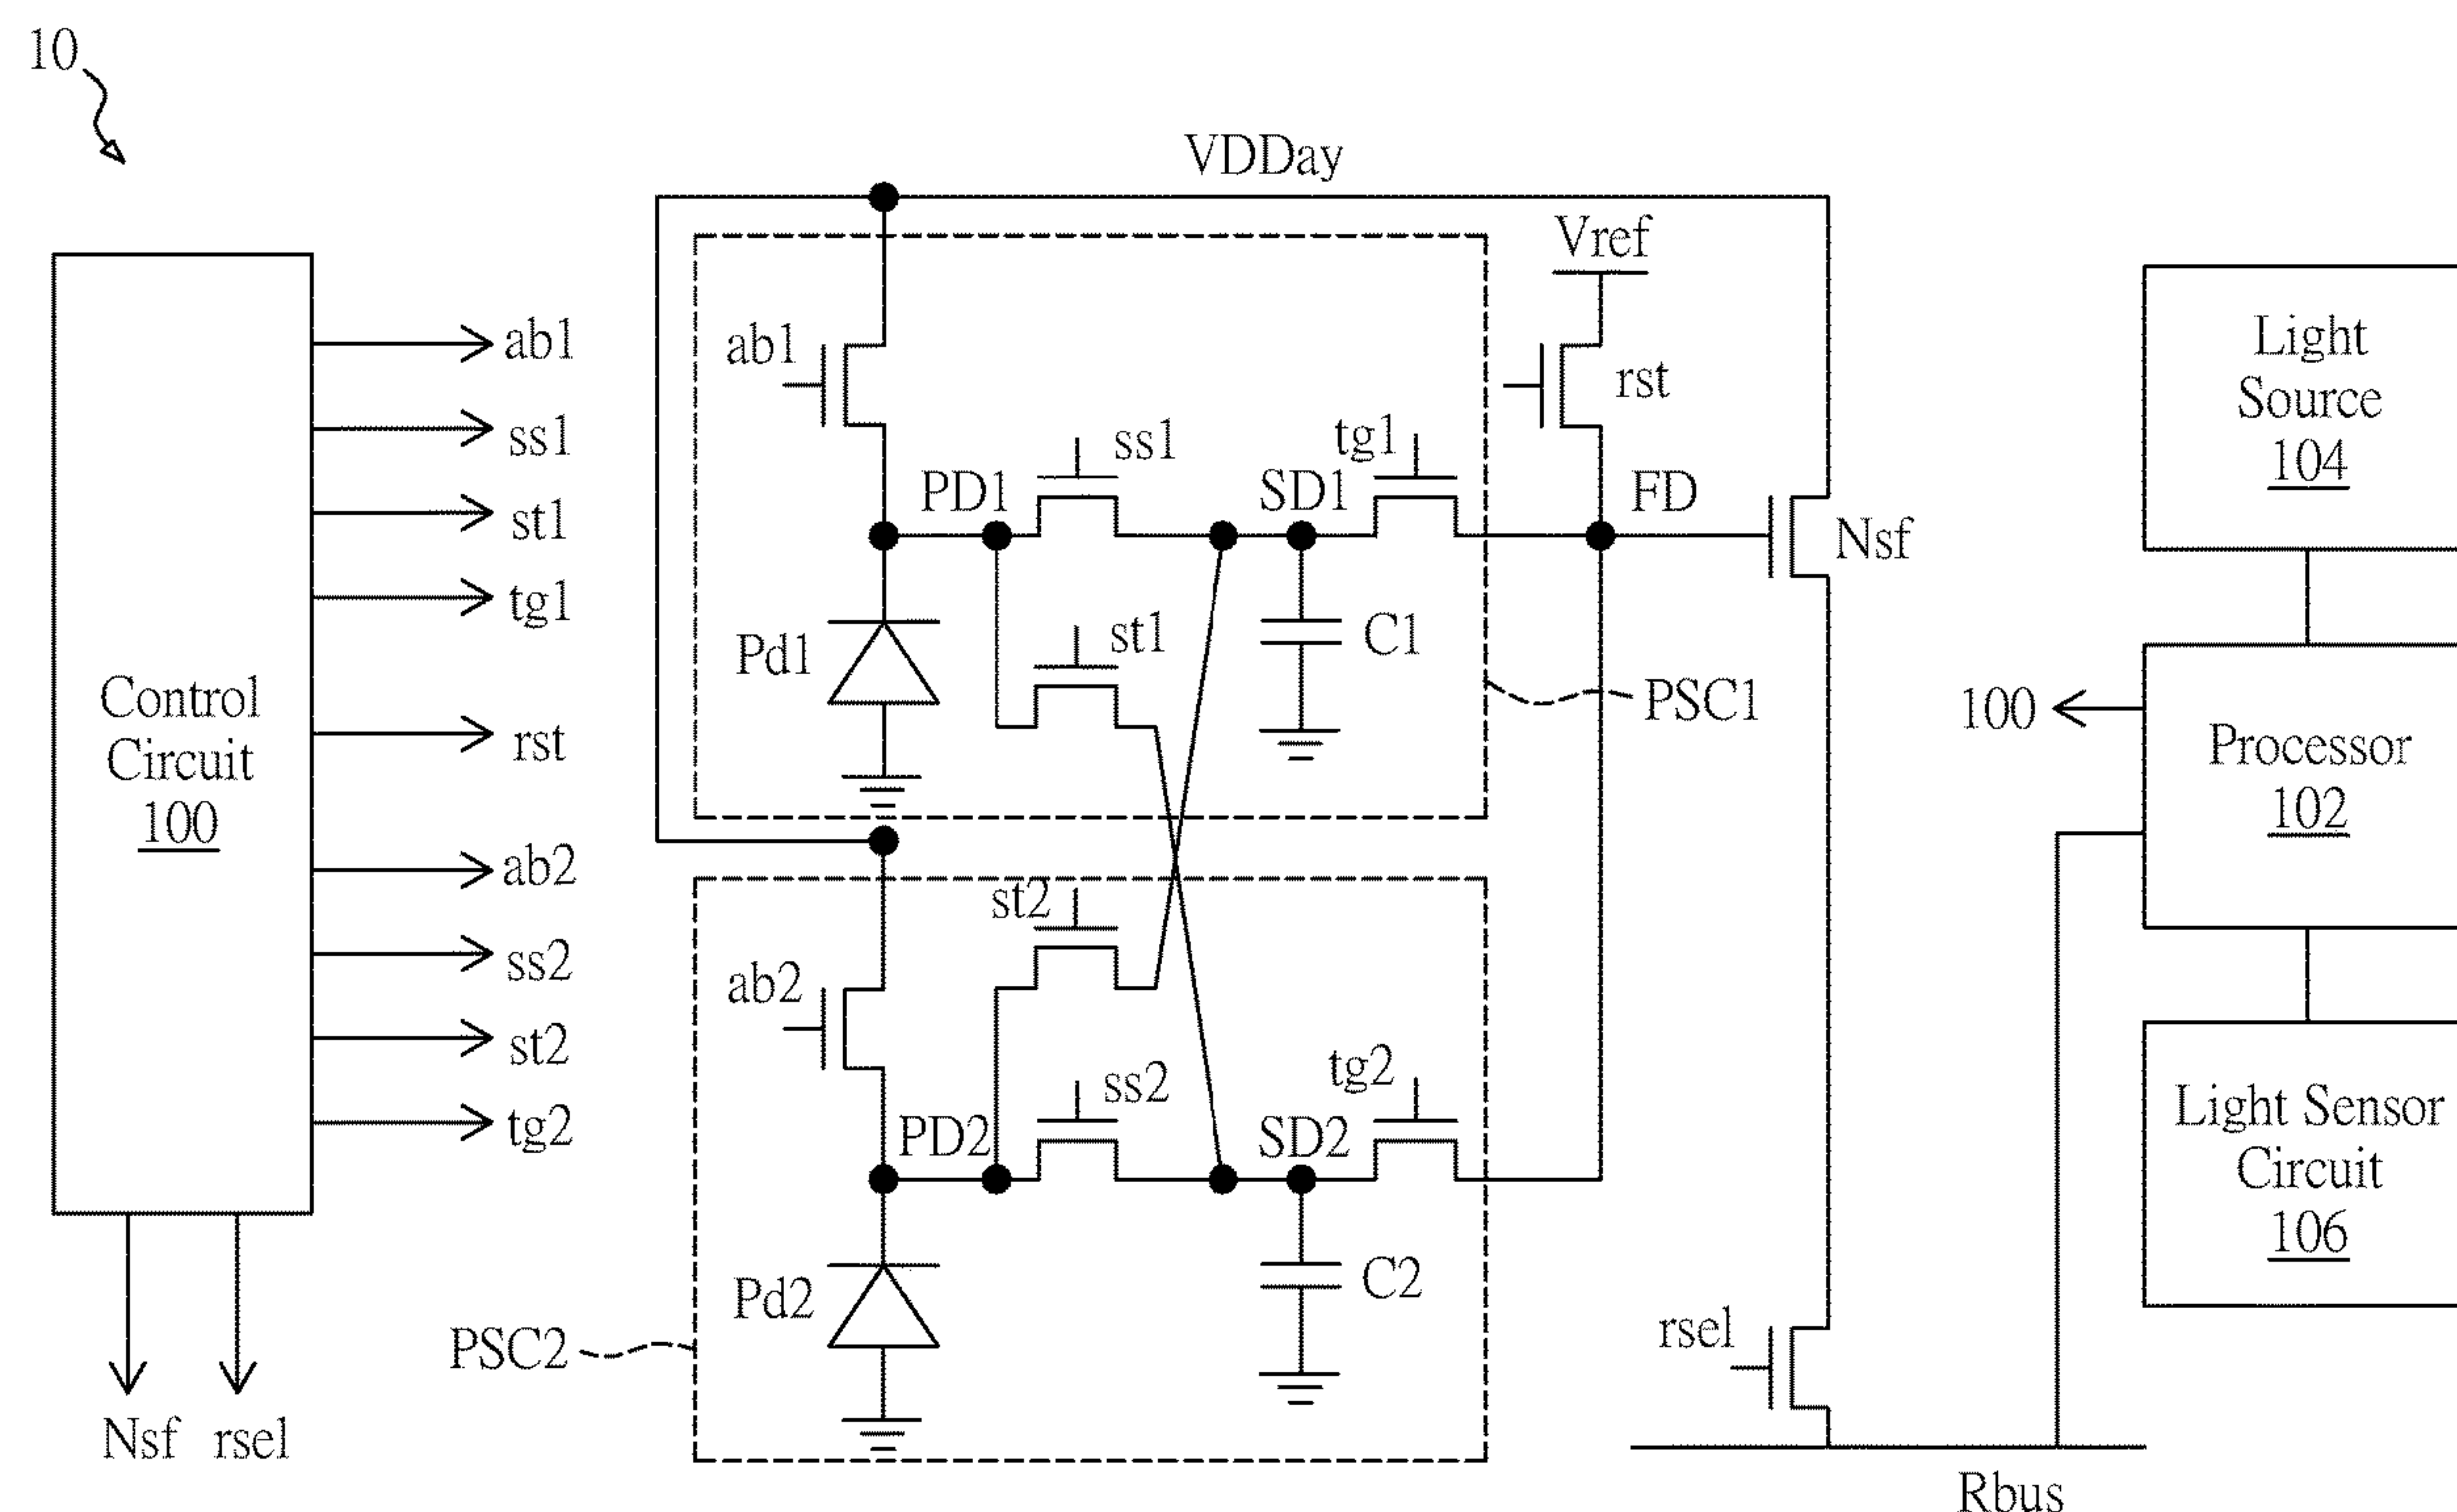 10
VDDay
Vref
Control
Circuit
100
ab1
ss1
st1
tg1
rst
ab2
ss2
st2
tg2
Nsf
rsel
ab1
PD1
ss1
SD1
tg1
rst
FD
Nsf
Pd1
st1
C1
PSC1
st2
ab2
PD2
ss2
SD2
tg2
Pd2
C2
PSC2
rsel
Rbus
Light
Source
104
100
Processor
102
Light Sensor
Circuit
106